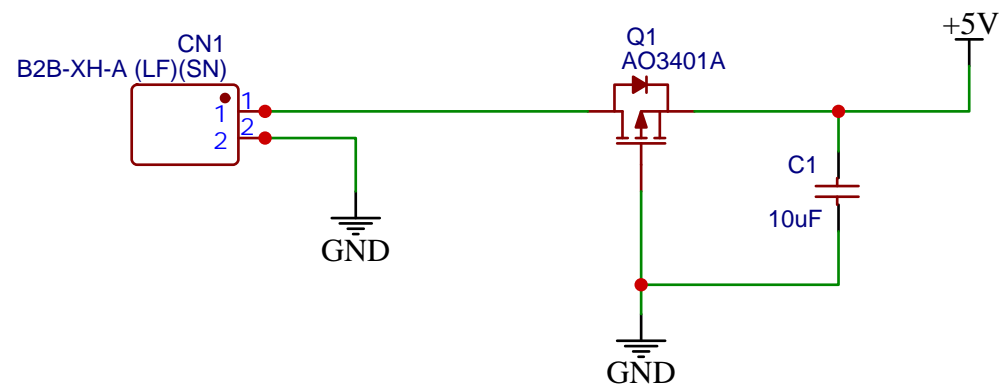 +5V
CN1
B2B-XH-A (LF)(SN)
1
1
2
2
GND
Q1
AO3401A
C1
10uF
GND